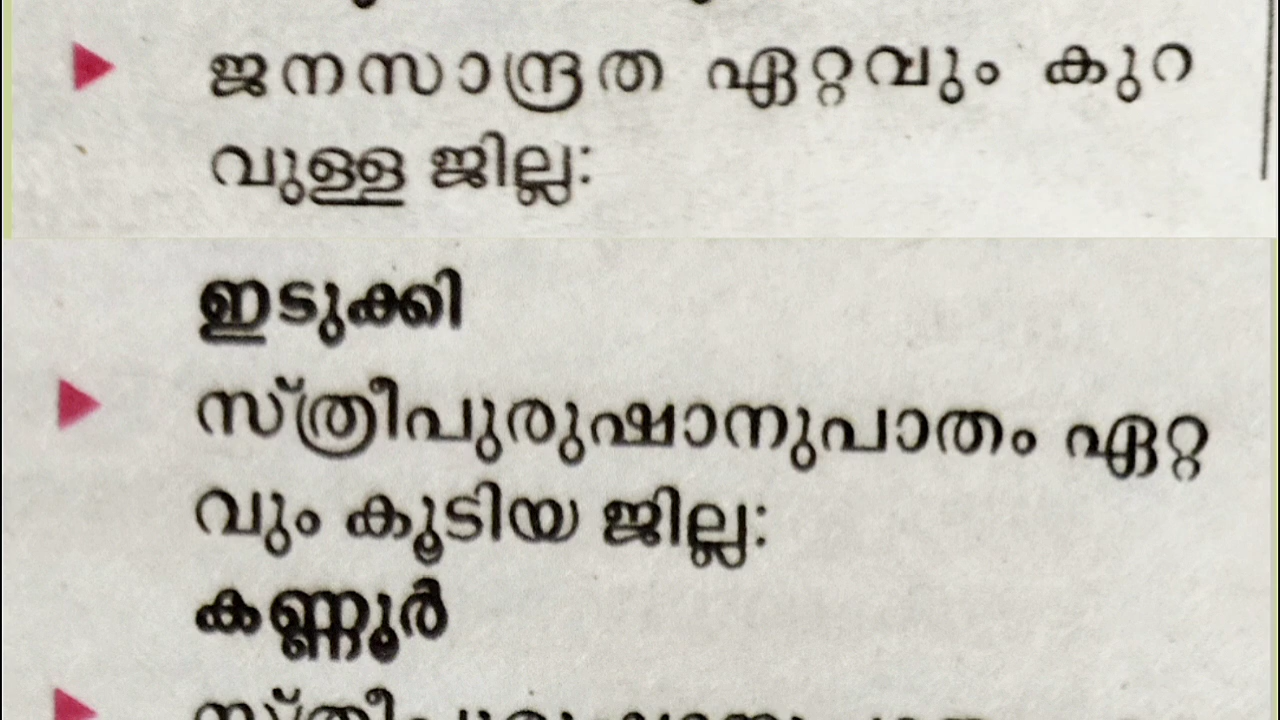 ജനസാന്ദ്രത ഏറ്റവും കുറ
വുള്ള ജില്ല:
ഇടുക്കി
സ്ത്രീപുരുഷാനുപാതം ഏറ്റ
വും കൂടിയ ജില്ല:
കണ്ണൂർ